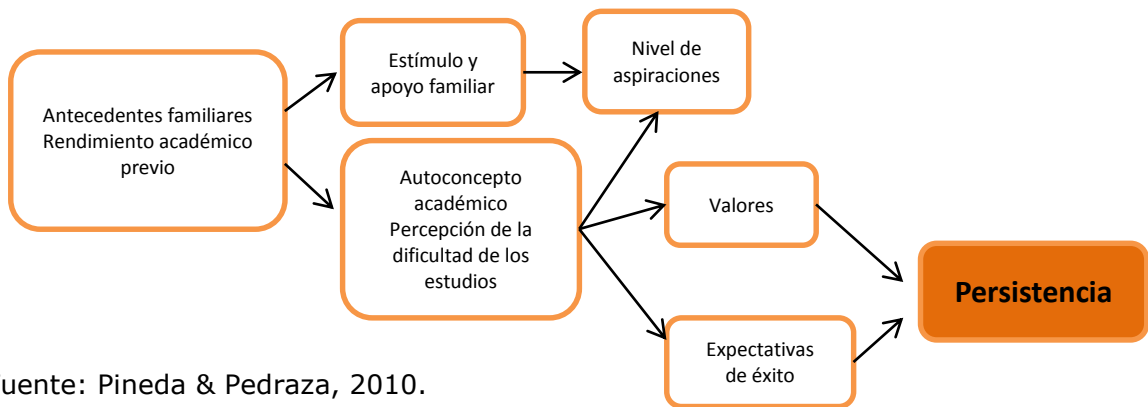 Antecedentes familiares
Rendimiento académico
previo
Estímulo y
apoyo familiar
Nivel de
aspiraciones
Autoconcepto
académico
Percepción de la
dificultad de los
estudios
Valores
Expectativas
de éxito
Persistencia
uente: Pineda & Pedraza, 2010.